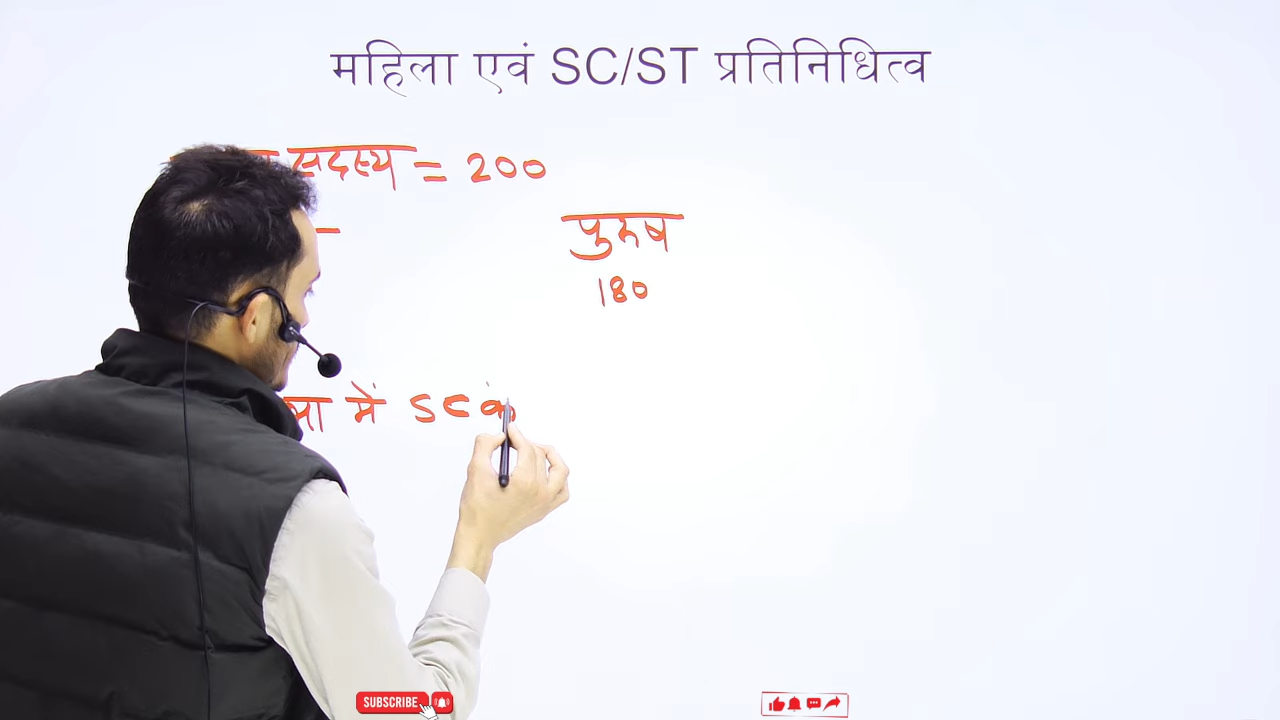 महिला एवं SC/ST प्रतिनिधित्व
सदस्य = 200
पुरुष
180
में SC
SUBSCRIBE